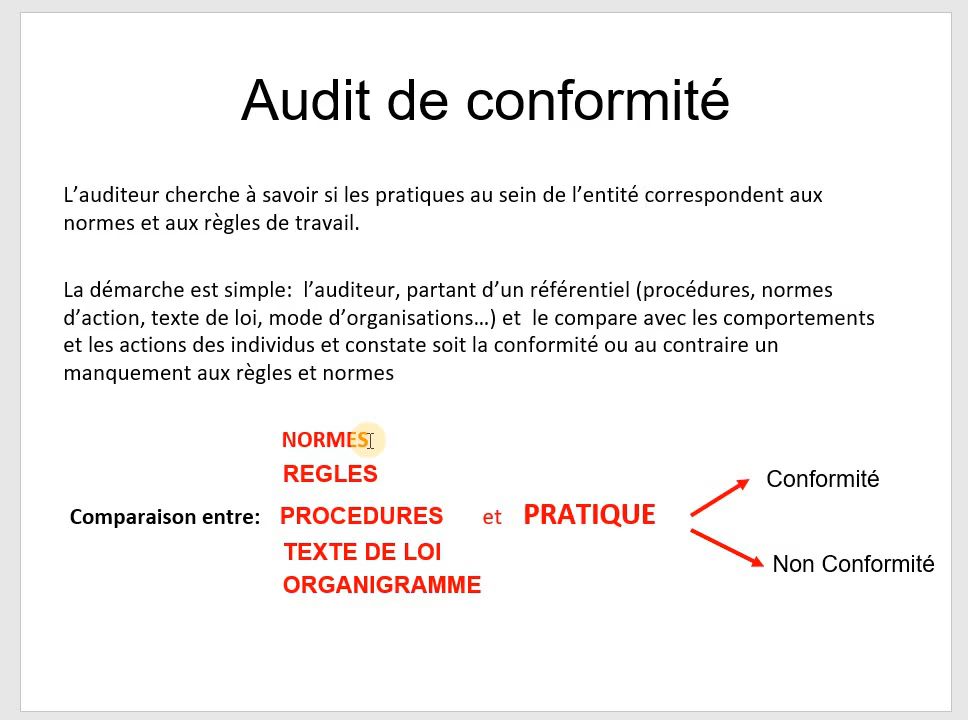 Audit de conformité
L’auditeur cherche à savoir si les pratiques au sein de l’entité correspondent aux
normes et aux règles de travail.
La démarche est simple:  l’auditeur, partant d’un référentiel (procédures, normes
d’action, texte de loi, mode d’organisations…) et  le compare avec les comportements
et les actions des individus et constate soit la conformité ou au contraire un
manquement aux règles et normes
NORMES
REGLES
Comparaison entre: PROCEDURES et PRATIQUE
TEXTE DE LOI
ORGANIGRAMME
Conformité
Non Conformité